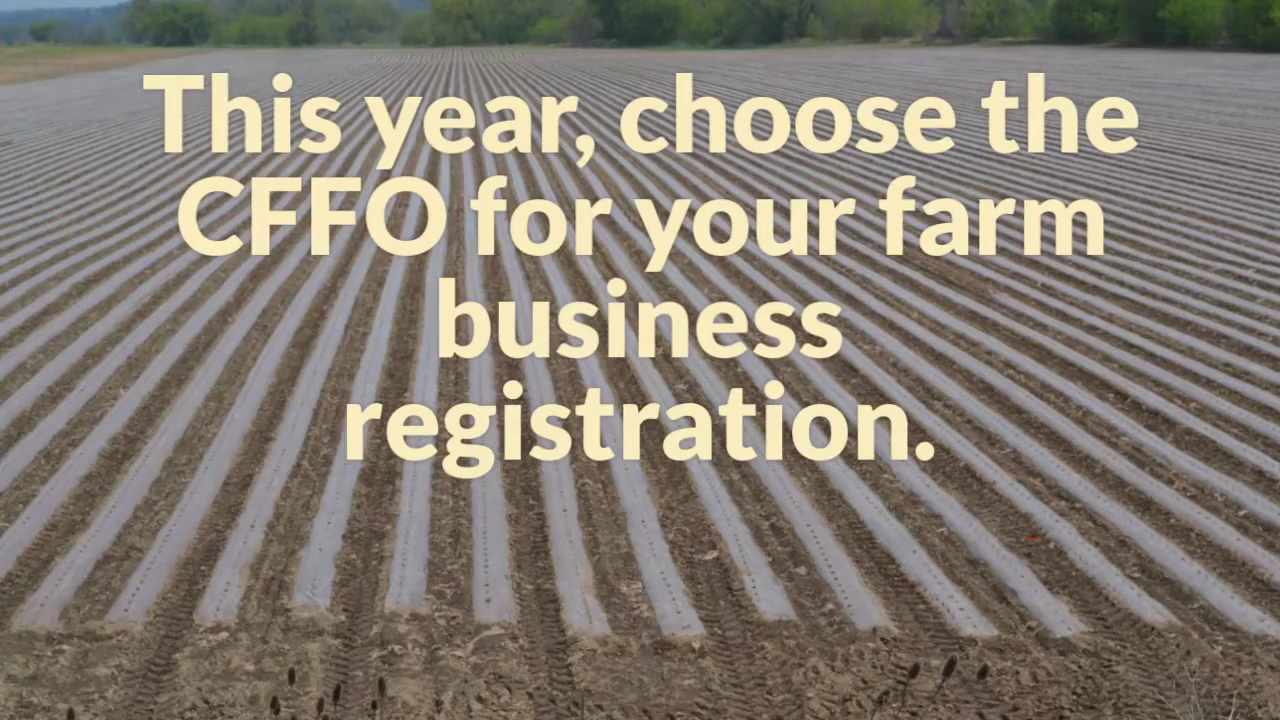 This year, choose the
CFFO for your farm
business
registration.